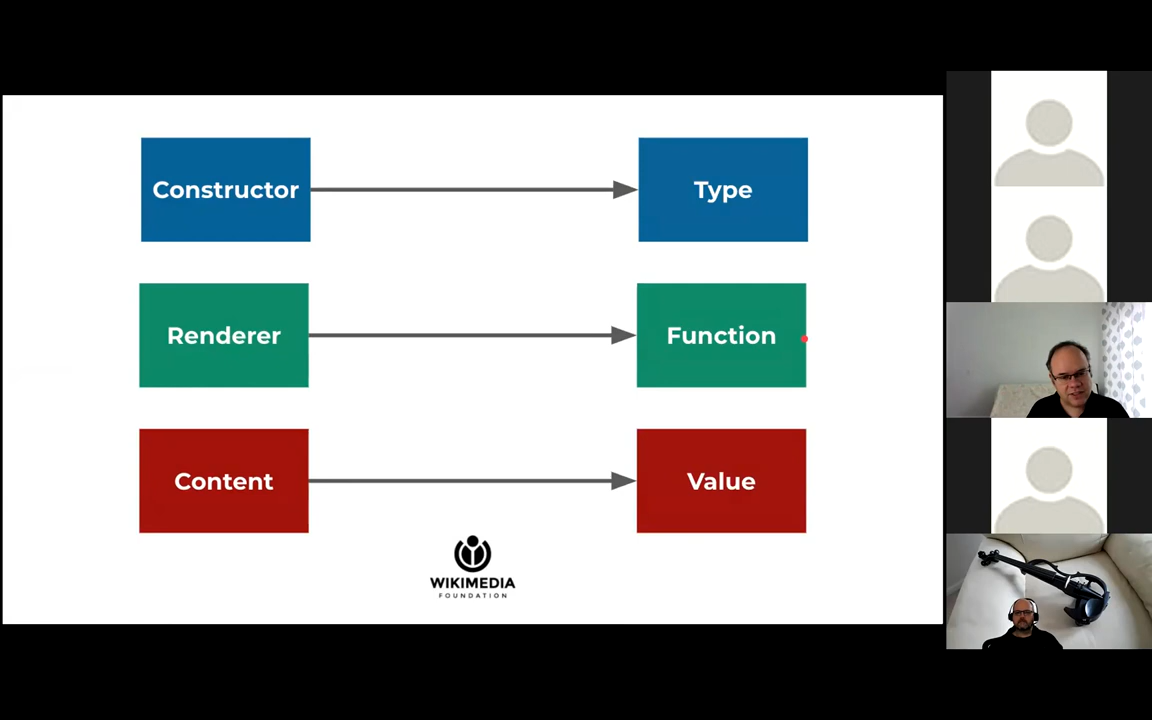 Constructor
Type
Renderer
Function
Content
Value
WIKIMEDIA
FOUNDATION